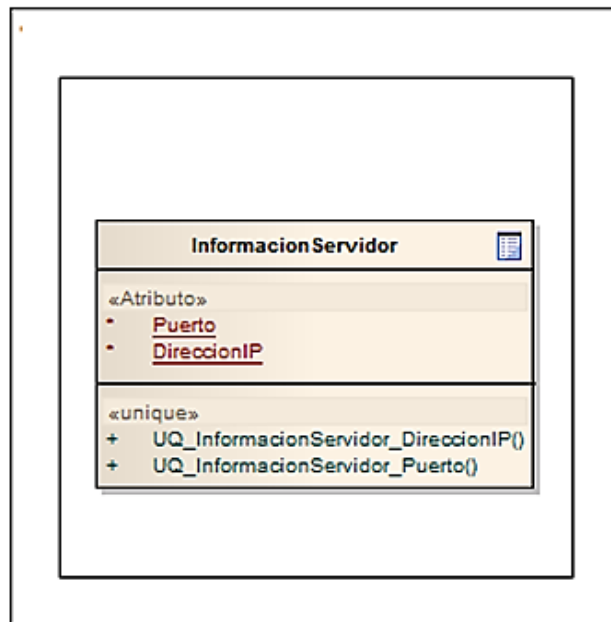 InformacionServidor
«Atributo»
* Puerto
* DireccionIP
«unique»
+ UQ_InformacionServidor_DireccionIP()
+ UQ_InformacionServidor_Puerto()